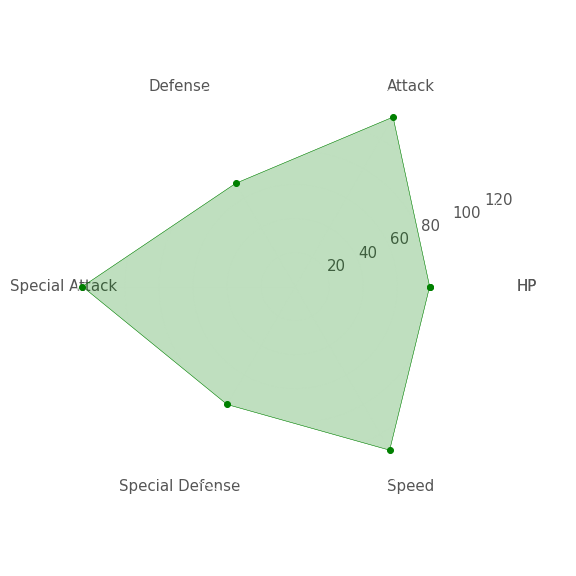 Defense
Attack
120
100
80
60
40
20
Special Attack
HP
Special Defense
Speed